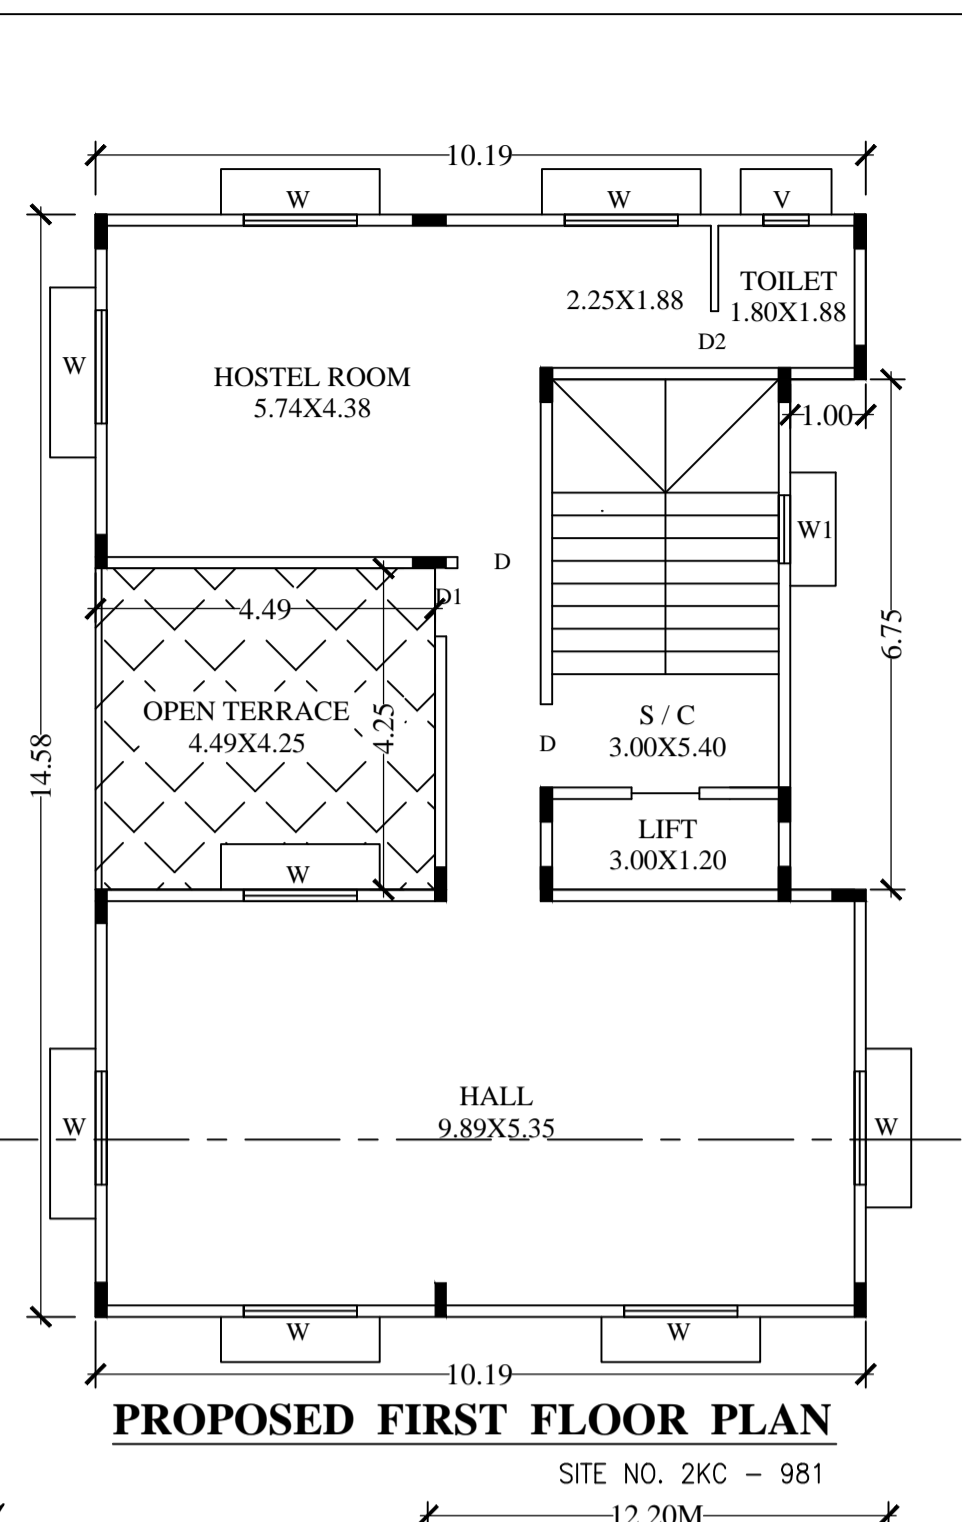 10.19
W
W
V
TOILET
1.80X1.88
2.25X1.88
D2
W
HOSTEL ROOM
5.74X4.38
1.00
W1
D
D1
4.49
6.75
OPEN TERRACE
4.49X4.25
4.25
S / C
3.00X5.40
D
14.58
LIFT
3.00X1.20
W
HALL
9.89X5.35
W
W
W
W
10.19
PROPOSED FIRST FLOOR PLAN
SITE NO. 2KC - 981
12.20M